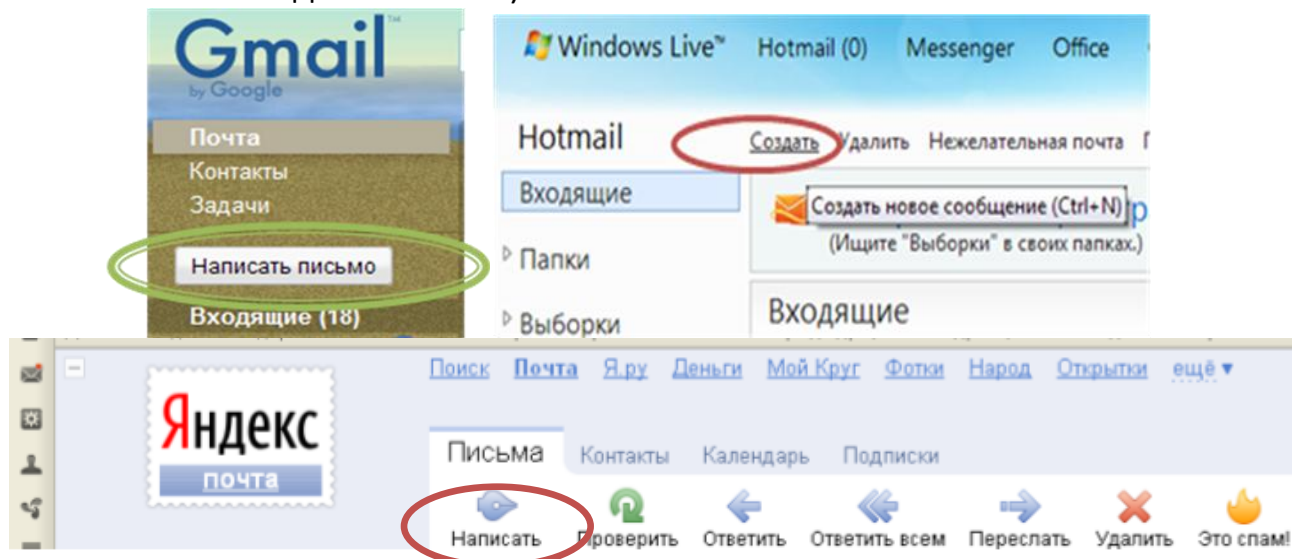 Gmail™
by Google
Почта
Контакты
Задачи
Написать письмо
Входящие (18)
Windows Live™ Hotmail (0) Messenger Office
Hotmail
Создать Удалить Нежелательная почта
Входящие
Создать новое сообщение (Ctrl+N)
(Ищите "Выборки" в своих папках.)
Папки
Выборки
Входящие
Поиск Почта Я.ру Деньги Мой Круг Фотки Народ Открытки ещё ▼
Яндекс
почта
Письма Контакты Календарь Подписки
Написать Проверить Ответить Ответить всем Переслать Удалить Это спам!